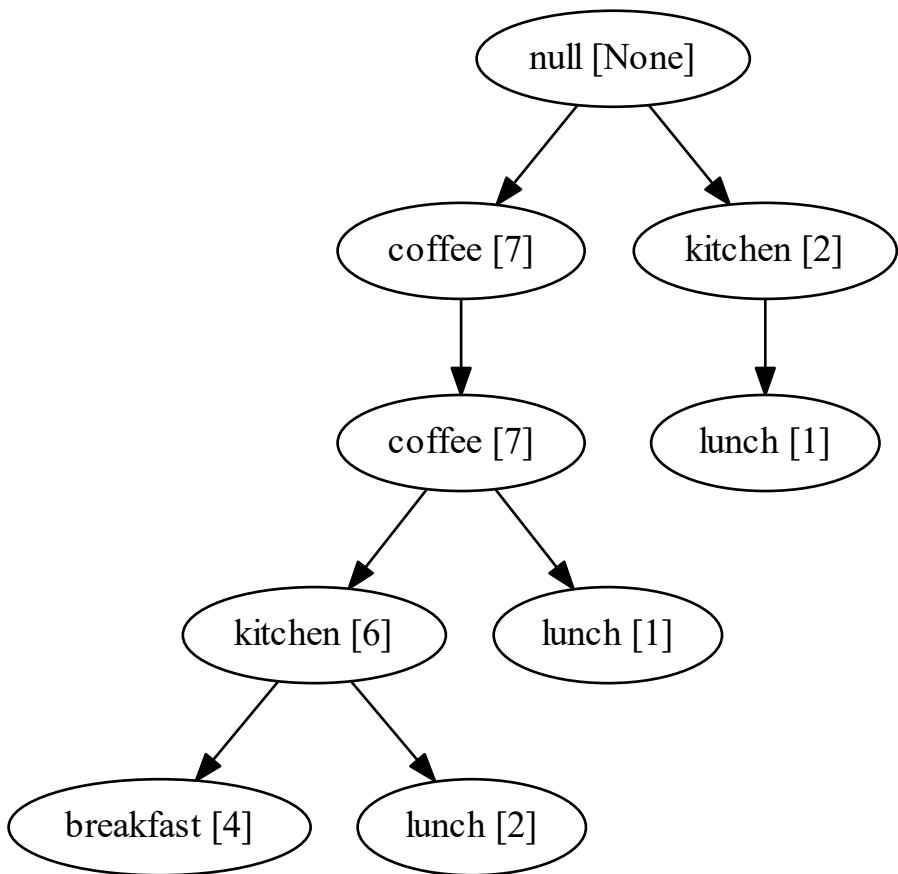 null [None]
coffee [7]
kitchen [2]
coffee [7]
lunch [1]
kitchen [6]
lunch [1]
breakfast [4]
lunch [2]